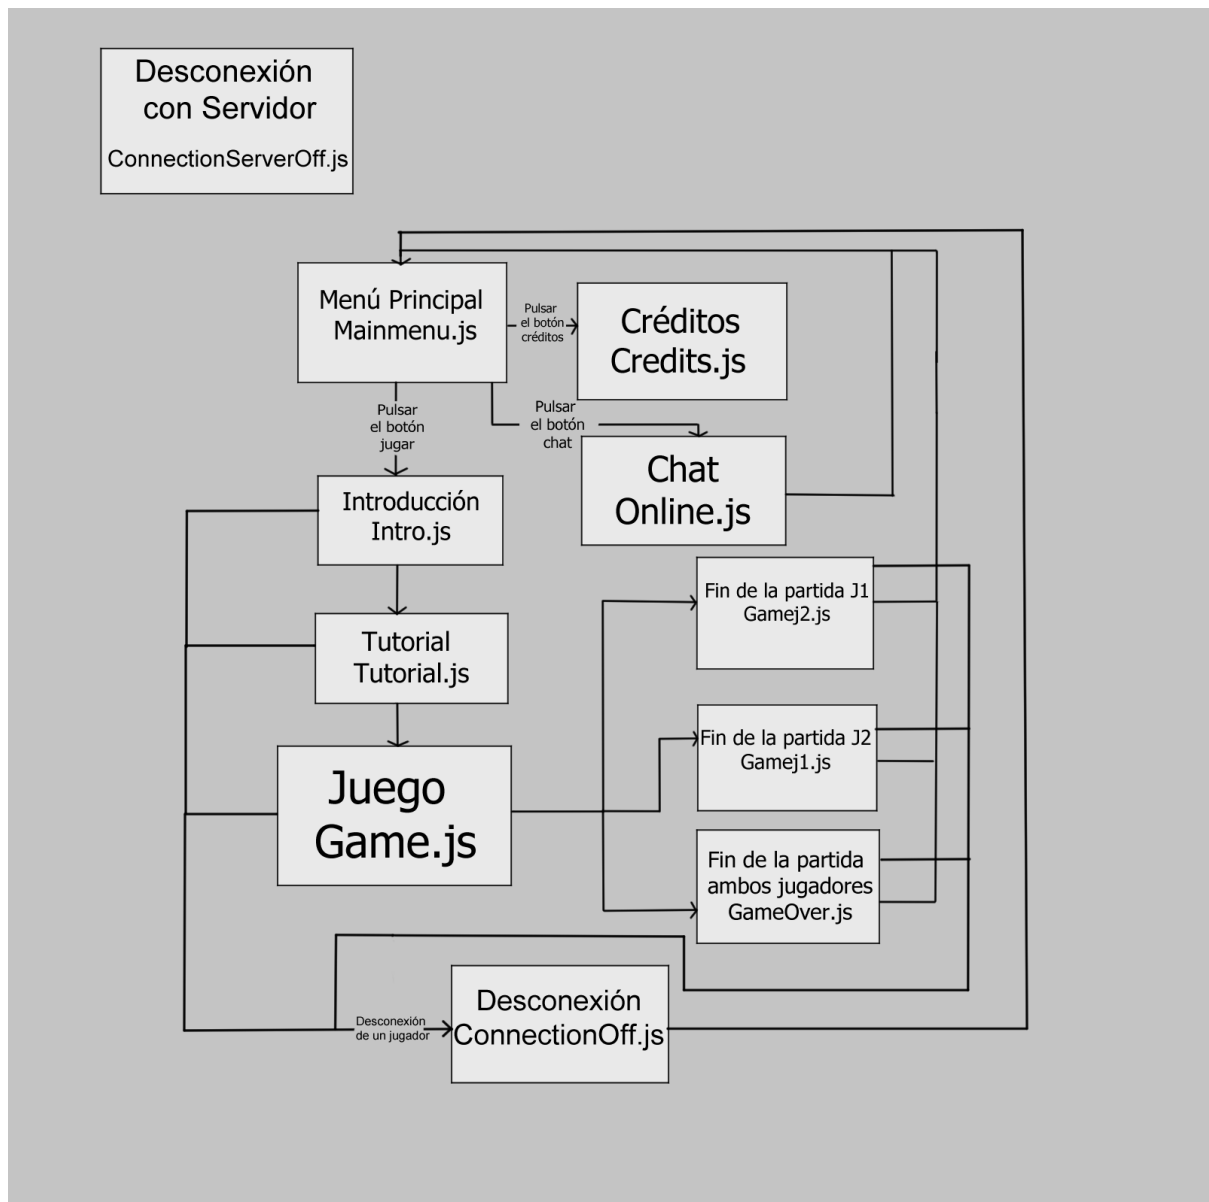 Desconexión
con Servidor
ConnectionServerOff.js
Menú Principal
Mainmenu.js
Pulsar
el botón
créditos
Créditos
Credits.js
Pulsar
el botón
jugar
Pulsar
el botón
chat
Chat
Online.js
Introducción
Intro.js
Tutorial
Tutorial.js
Juego
Game.js
Fin de la partida J1
Gamej2.js
Fin de la partida J2
Gamej1.js
Fin de la partida
ambos jugadores
GameOver.js
Desconexión
de un jugador
Desconexión
ConnectionOff.js